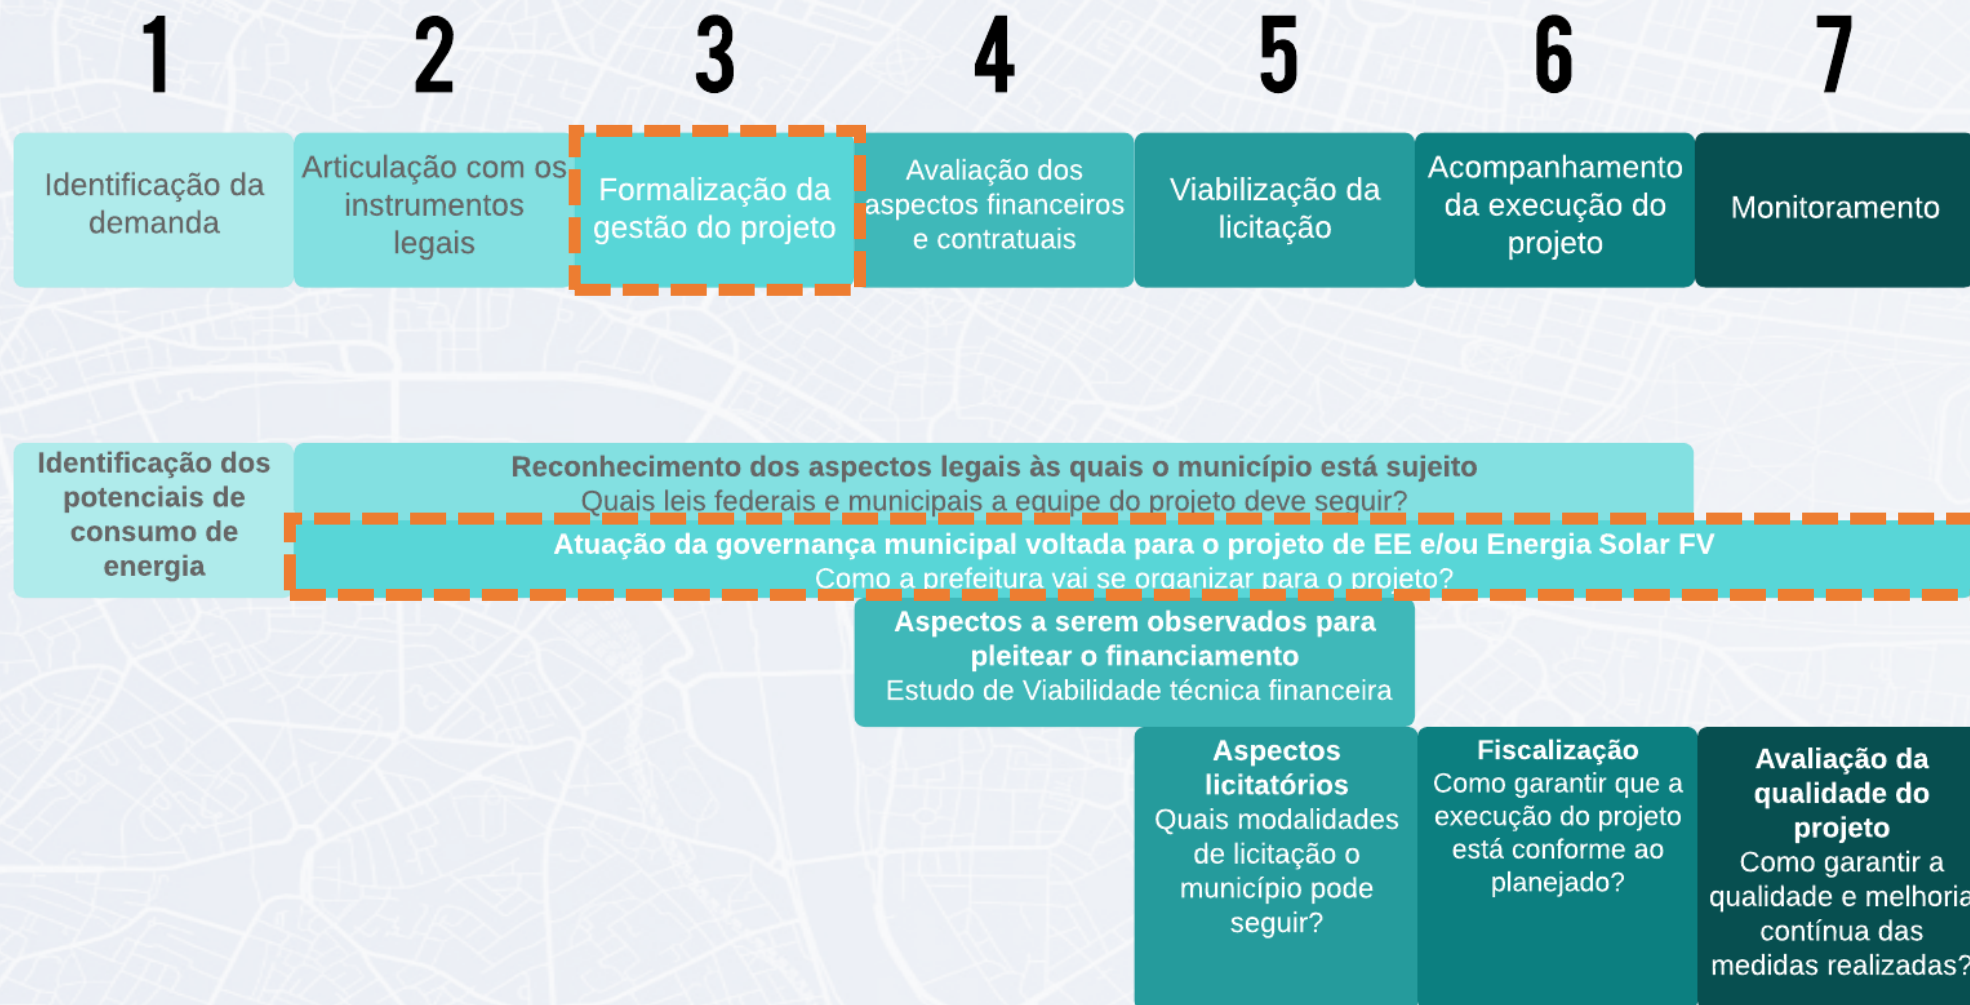 1
2
3
4
5
6
7
Identificação da
demanda
Articulação com os
instrumentos
legais
Formalização da
gestão do projeto
Avaliação dos
aspectos financeiros
e contratuais
Viabilização da
licitação
Acompanhamento
da execução do
projeto
Monitoramento
Identificação dos
potenciais de
consumo de
energia
Reconhecimento dos aspectos legais às quais o município está sujeito
Quais leis federais e municipais a equipe do projeto deve seguir?
Atuação da governança municipal voltada para o projeto de EE e/ou Energia Solar FV
Como a prefeitura vai se organizar para o projeto?
Aspectos a serem observados para
pleitear o financiamento
Estudo de Viabilidade técnica financeira
Aspectos
licitatórios
Quais modalidades
de licitação o
município pode
seguir?
Fiscalização
Como garantir que a
execução do projeto
está conforme ao
planejado?
Avaliação da
qualidade do
projeto
Como garantir a
qualidade e melhoria
contínua das
medidas realizadas?